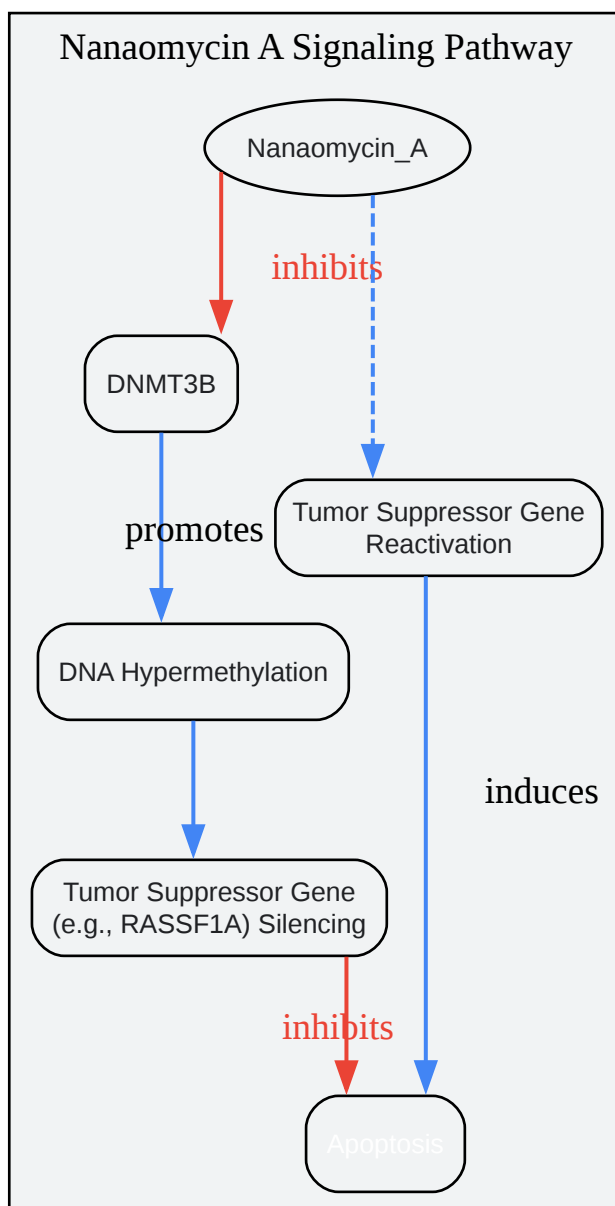 Nanaomycin A Signaling Pathway
Nanaomycin_A
inhibits
DNMT3B
Tumor Suppressor Gene
Reactivation
promotes
DNA Hypermethylation
induces
Tumor Suppressor Gene
(e.g., RASSF1A) Silencing
inhibits
Apoptosis